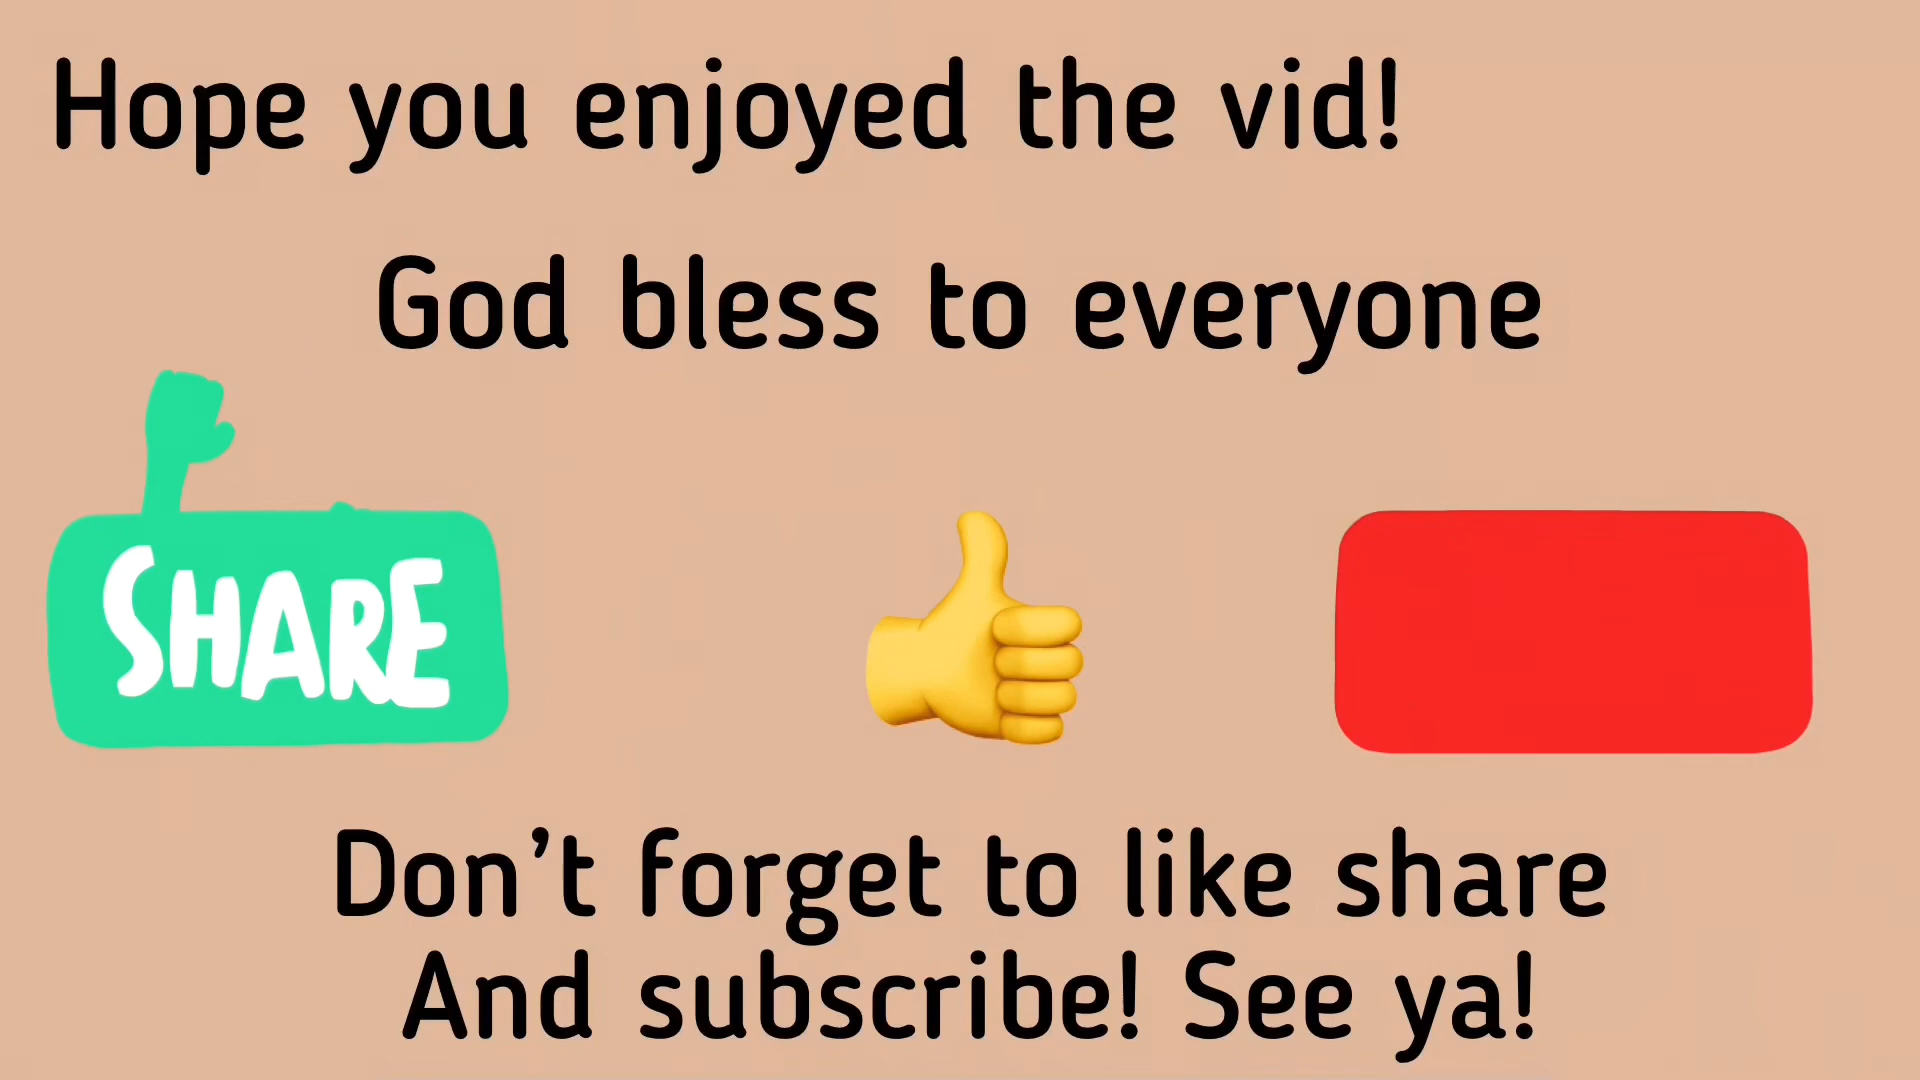 Hope you enjoyed the vid!
God bless to everyone
SHARE
Don’t forget to like share
And subscribe! See ya!